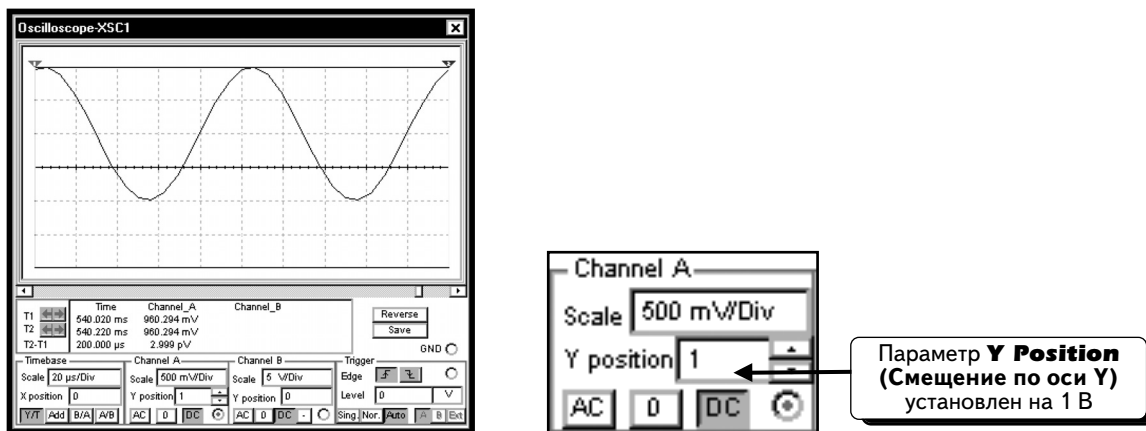 Oscilloscope-XSC1
Time Channel_A Channel_B
T1 540.020 ms 960.294 mV
T2 540.220 ms 960.294 mV
T2-T1 200.000 µs 2.999 pV
Reverse
Save
GND
Timebase
Scale 20 µs/Div
X position 0
Y/T Add B/A A/B
Channel A
Scale 500 mV/Div
Y position 1
AC 0 DC
Channel B
Scale 5 V/Div
Y position 0
AC 0 DC -
Trigger
Edge
Level 0 V
Sing. Nor. Auto A B Ext
Channel A
Scale 500 mV/Div
Y position 1
AC 0 DC
Параметр Y Position
(Смещение по оси Y)
установлен на 1 В